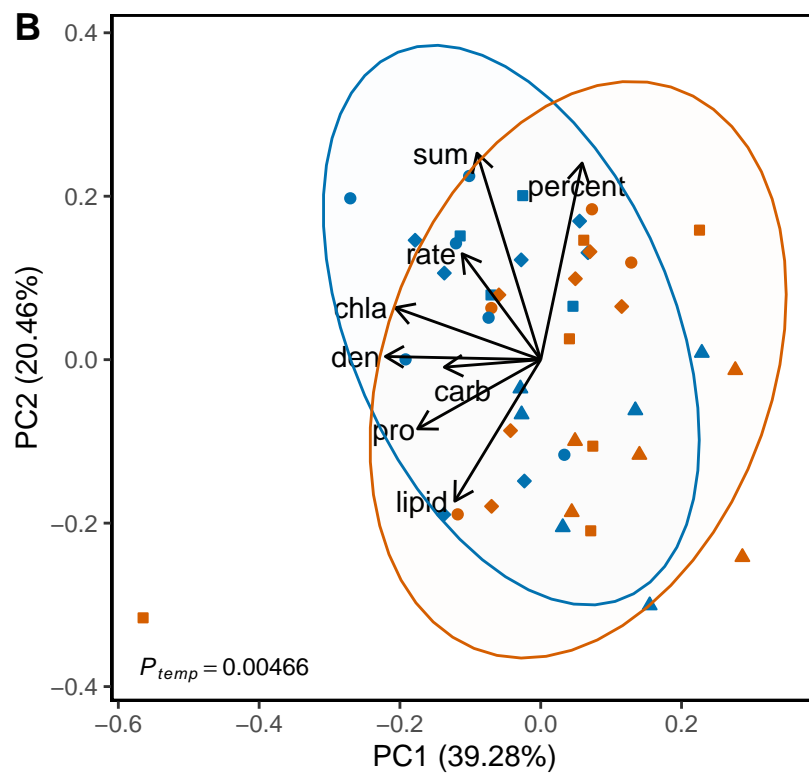 B
0.4
0.2
0.0
−0.2
−0.4
PC2 (20.46%)
sum
percent
rate
chla
den
carb
pro
lipid
P_temp = 0.00466
−0.6
−0.4
−0.2
0.0
0.2
PC1 (39.28%)